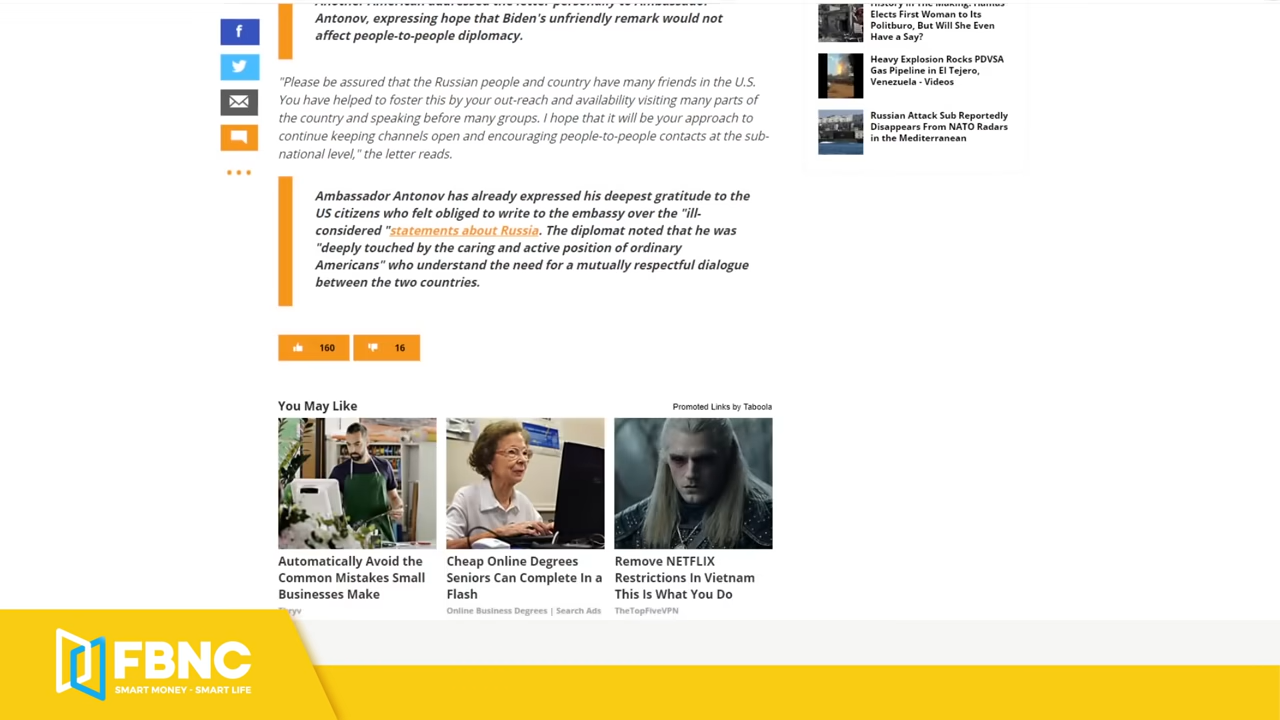 Antonov, expressing hope that Biden's unfriendly remark would not
affect people-to-people diplomacy.
"Please be assured that the Russian people and country have many friends in the U.S.
You have helped to foster this by your out-reach and availability visiting many parts of
the country and speaking before many groups. I hope that it will be your approach to
continue keeping channels open and encouraging people-to-people contacts at the sub-
national level," the letter reads.
Ambassador Antonov has already expressed his deepest gratitude to the
US citizens who felt obliged to write to the embassy over the "ill-
considered "statements about Russia. The diplomat noted that he was
"deeply touched by the caring and active position of ordinary
Americans" who understand the need for a mutually respectful dialogue
between the two countries.
160
16
You May Like
Promoted Links by Taboola
Automatically Avoid the
Common Mistakes Small
Businesses Make
Cheap Online Degrees
Seniors Can Complete In a
Flash
Online Business Degrees | Search Ads
Remove NETFLIX
Restrictions In Vietnam
This Is What You Do
TheTopFiveVPN
Elects First Woman to Its
Politburo, But Will She Even
Have a Say?
Heavy Explosion Rocks PDVSA
Gas Pipeline in El Tejero,
Venezuela - Videos
Russian Attack Sub Reportedly
Disappears From NATO Radars
in the Mediterranean
FBNC
SMART MONEY - SMART LIFE